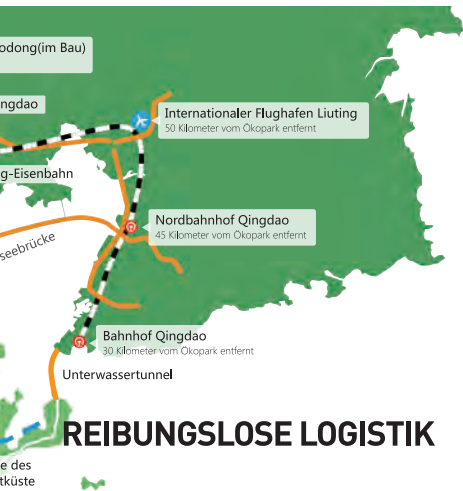 odong(im Bau)
ngdao
Internationaler Flughafen Liuting
50 Kilometer vom Ökopark entfernt
g-Eisenbahn
Nordbahnhof Qingdao
45 Kilometer vom Ökopark entfernt
seebrücke
Bahnhof Qingdao
30 Kilometer vom Ökopark entfernt
Unterwassertunnel
REIBUNGSLOSE LOGISTIK
e des
tküste